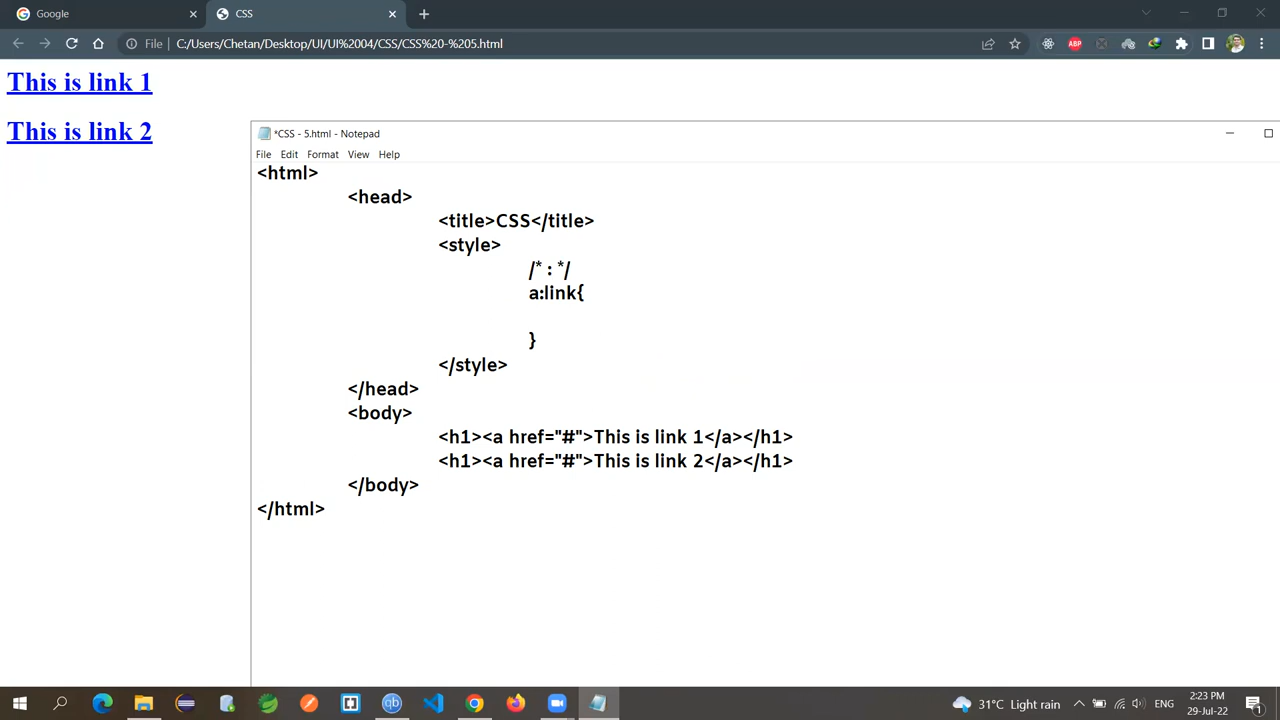 Google
CSS
File
C:/Users/Chetan/Desktop/UI/UI%2004/CSS/CSS%20-%205.html
ABP
This is link 1
This is link 2
*CSS - 5.html - Notepad
File Edit Format View Help
<html>
<head>
<title>CSS</title>
<style>
/* : */
a:link{
}
</style>
</head>
<body>
<h1><a href="#">This is link 1</a></h1>
<h1><a href="#">This is link 2</a></h1>
</body>
</html>
qb
31°C Light rain
ENG
2:23 PM
29-Jul-22
1